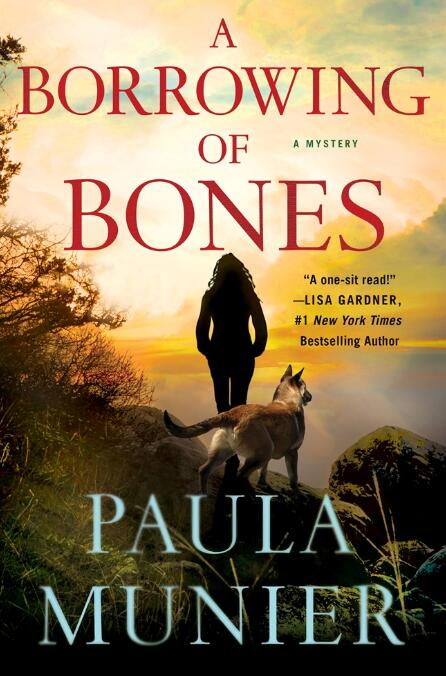 A
BORROWING
OF
A MYSTERY
BONES
“A one-sit read!”
—LISA GARDNER,
#1 New York Times
Bestselling Author
PAULA
MUNIER